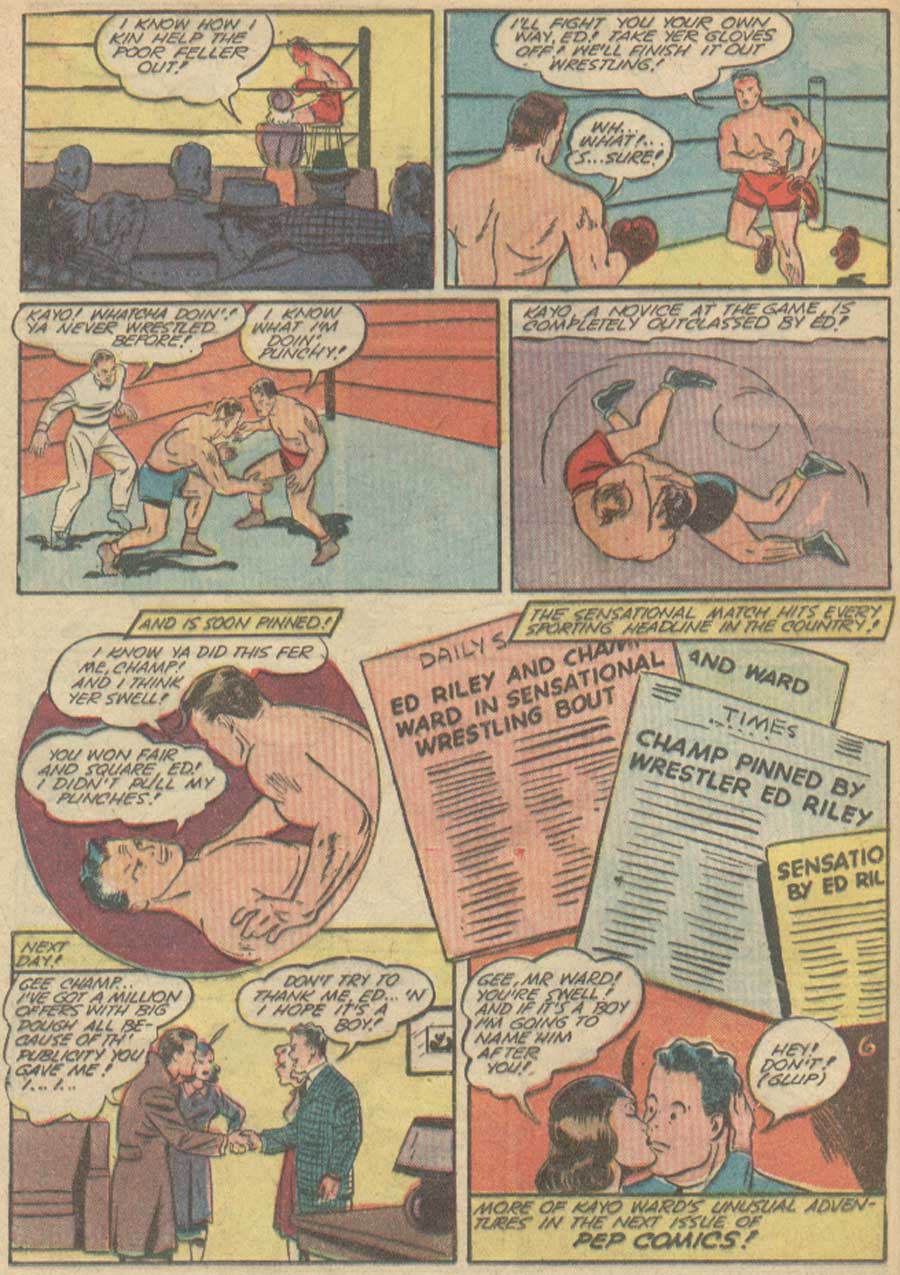 I KNOW HOW I
KIN HELP THE
POOR FELLER
OUT!
I'LL FIGHT YOU YOUR OWN
WAY, ED! TAKE YER GLOVES
OFF! WE'LL FINISH IT OUT
WRESTLING!
WH...
WHAT!...
'S...SURE!
KAYO! WHATCHA DOIN'?
YA NEVER WRESTLED
BEFORE!
I KNOW
WHAT I'M
DOIN'
PUNCHY!
KAYO, A NOVICE AT THE GAME, IS
COMPLETELY OUTCLASSED BY ED!
AND IS SOON PINNED!
I KNOW YA DID THIS FER
ME, CHAMP!
AND I THINK
YER SWELL!
YOU WON FAIR
AND SQUARE, ED!
I DIDN'T PULL MY
PUNCHES!
THE SENSATIONAL MATCH HITS EVERY
SPORTING HEADLINE IN THE COUNTRY!
DAILY S
ED RILEY AND CHAMP
WARD IN SENSATIONAL
WRESTLING BOUT
AND WARD
TIMES
CHAMP PINNED BY
WRESTLER ED RILEY
SENSATIO
BY ED RIL
NEXT
DAY!
GEE CHAMP...
I'VE GOT A MILLION
OFFERS WITH BIG
DOUGH ALL BE-
CAUSE OF TH'
PUBLICITY YOU
GAVE ME!
I... I...
DON'T TRY TO
THANK ME, ED...'N
I HOPE IT'S A
BOY!
GEE, MR WARD!
YOU'RE SWELL!
AND IF IT'S A BOY
I'M GOING TO
NAME HIM
AFTER
YOU!
HEY!
DON'T!
(GLUP)
6
MORE OF KAYO WARD'S UNUSUAL ADVEN-
TURES IN THE NEXT ISSUE OF
PEP COMICS!